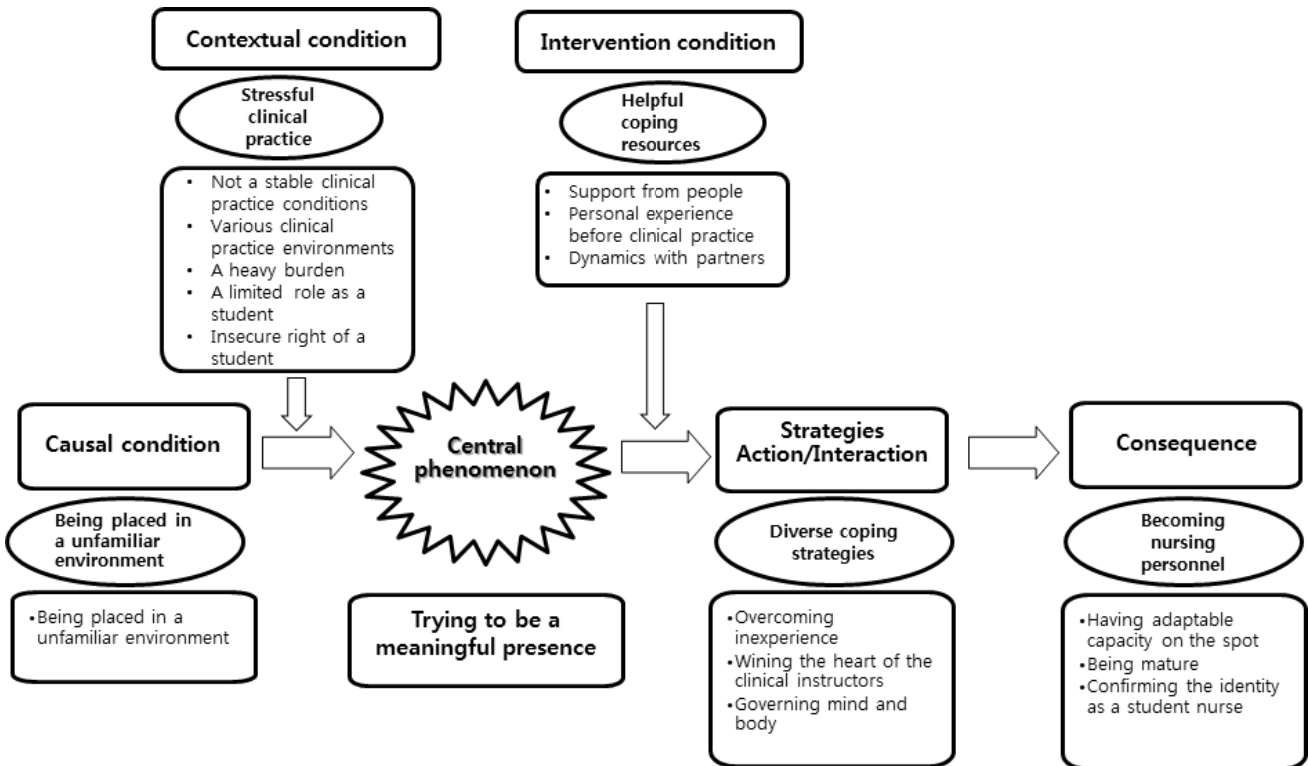 Contextual condition
Stressful
clinical
practice
• Not a stable clinical
practice conditions
• Various clinical
practice environments
• A heavy burden
• A limited role as a
student
• Insecure right of a
student
Intervention condition
Helpful
coping
resources
• Support from people
• Personal experience
before clinical practice
• Dynamics with partners
Causal condition
Being placed in
a unfamiliar
environment
•Being placed in a
unfamiliar environment
Central
phenomenon
Trying to be a
meaningful presence
Strategies
Action/Interaction
Diverse coping
strategies
•Overcoming
inexperience
•Wining the heart of the
clinical instructors
•Governing mind and
body
Consequence
Becoming
nursing
personnel
•Having adaptable
capacity on the spot
•Being mature
•Confirming the identity
as a student nurse